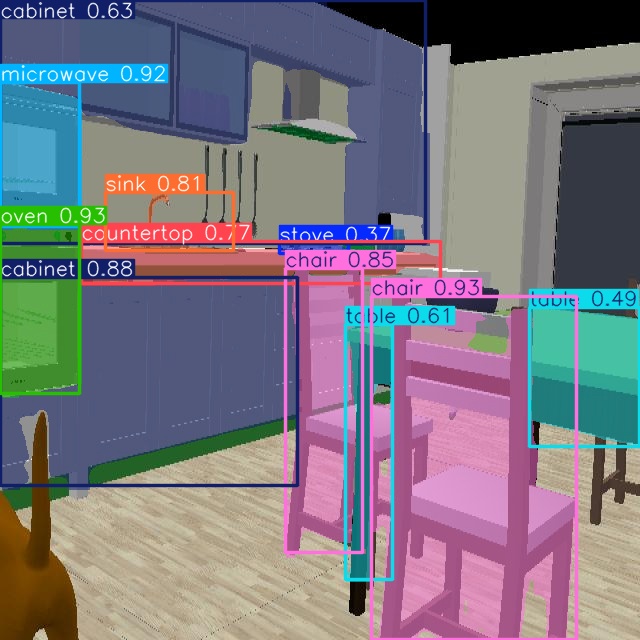 cabinet 0.63
microwave 0.92
sink 0.81
oven 0.93
countertop 0.77
stove 0.37
chair 0.85
cabinet 0.88
chair 0.93
table 0.49
table 0.61